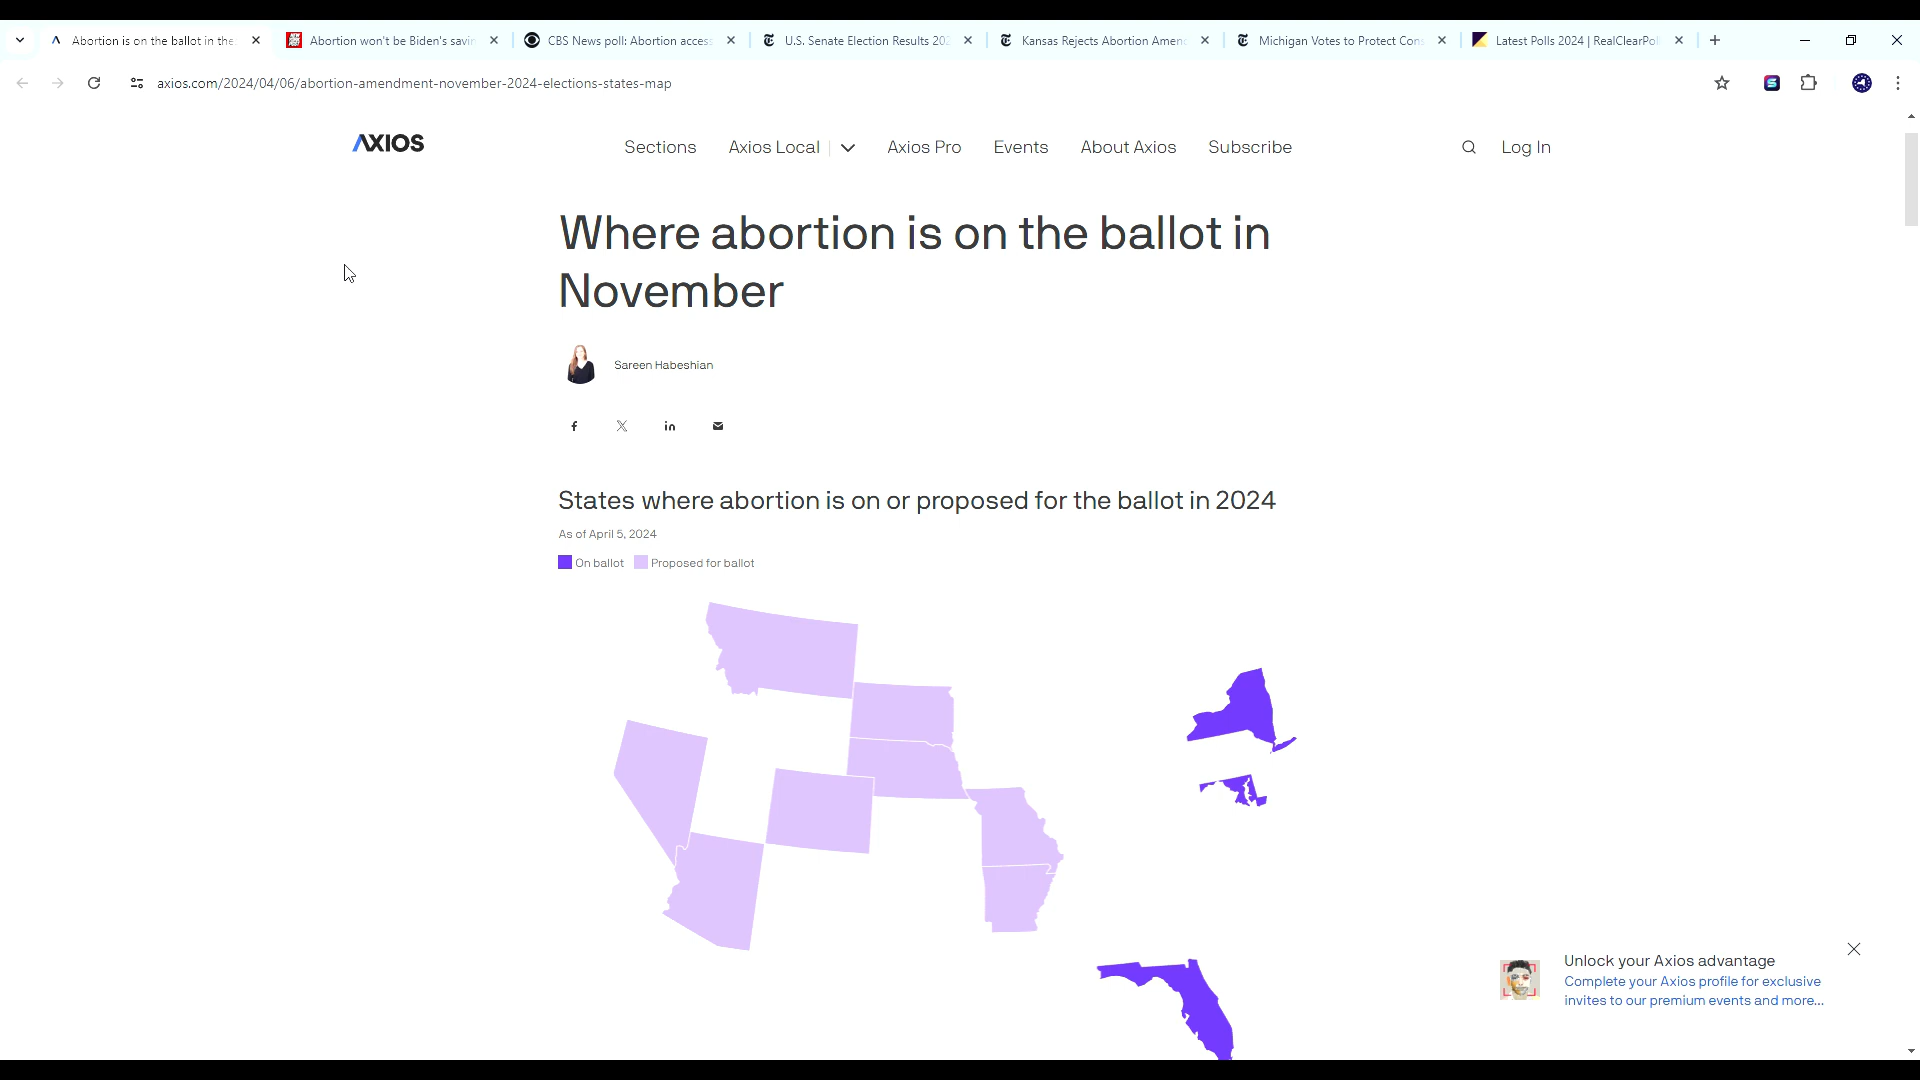 Abortion is on the ballot in the
Abortion won't be Biden's savin
CBS News poll: Abortion access
U.S. Senate Election Results 202
Kansas Rejects Abortion Amen
Michigan Votes to Protect Con
Latest Polls 2024 | RealClearPol
axios.com/2024/04/06/abortion-amendment-november-2024-elections-states-map
AXIOS
Sections
Axios Local
Axios Pro
Events
About Axios
Subscribe
Log In
Where abortion is on the ballot in
November
Sareen Habeshian
States where abortion is on or proposed for the ballot in 2024
As of April 5, 2024
On ballot
Proposed for ballot
Unlock your Axios advantage
Complete your Axios profile for exclusive
invites to our premium events and more...